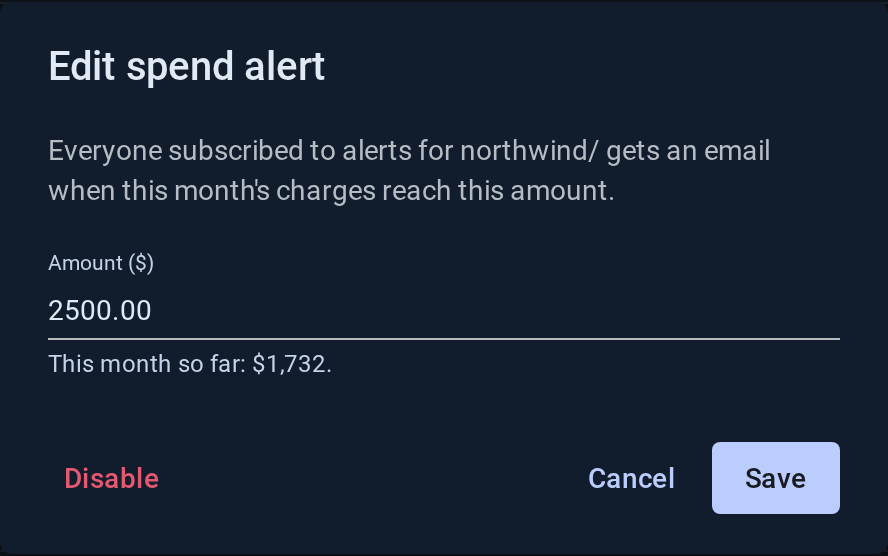 Edit spend alert
Everyone subscribed to alerts for northwind/ gets an email
when this month's charges reach this amount.
Amount ($)
2500.00
This month so far: $1,732.
Disable
Cancel
Save